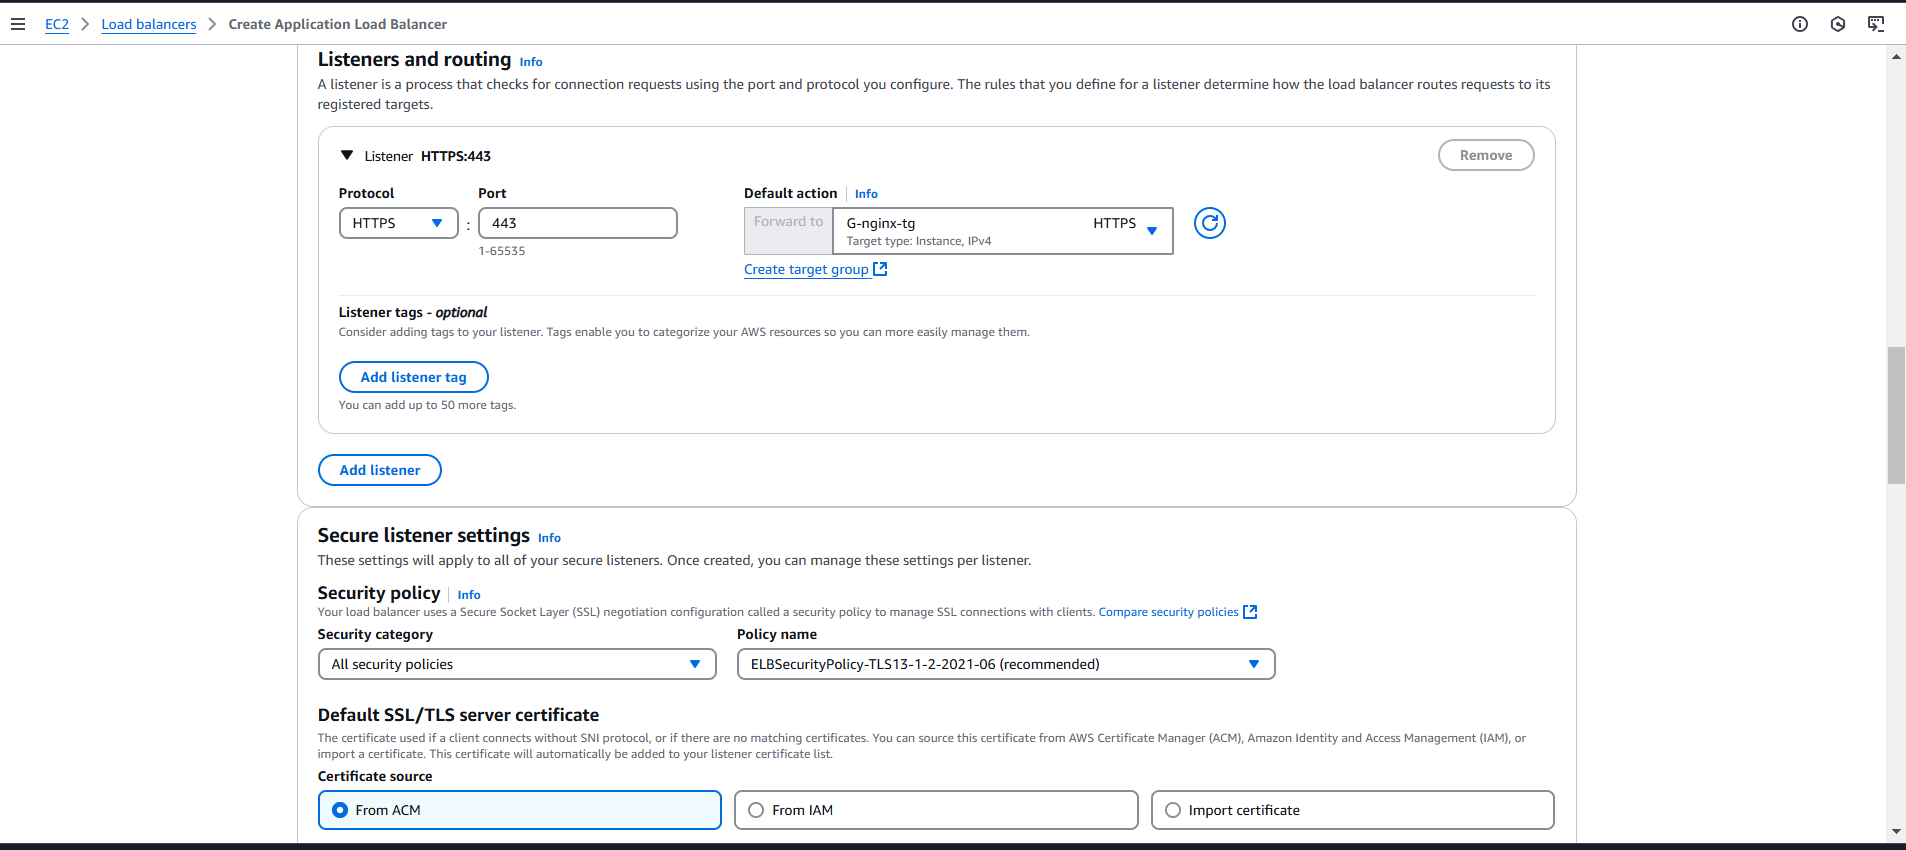 EC2 Load balancers Create Application Load Balancer
Listeners and routing Info
A listener is a process that checks for connection requests using the port and protocol you configure. The rules that you define for a listener determine how the load balancer routes requests to its
registered targets.
Listener HTTPS:443
Remove
Protocol Port Default action Info
HTTPS : 443
1-65535
Forward to G-nginx-tg HTTPS
Target type: Instance, IPv4
Create target group
Listener tags - optional
Consider adding tags to your listener. Tags enable you to categorize your AWS resources so you can more easily manage them.
Add listener tag
You can add up to 50 more tags.
Add listener
Secure listener settings Info
These settings will apply to all of your secure listeners. Once created, you can manage these settings per listener.
Security policy Info
Your load balancer uses a Secure Socket Layer (SSL) negotiation configuration called a security policy to manage SSL connections with clients. Compare security policies
Security category Policy name
All security policies ELBSecurityPolicy-TLS13-1-2-2021-06 (recommended)
Default SSL/TLS server certificate
The certificate used if a client connects without SNI protocol, or if there are no matching certificates. You can source this certificate from AWS Certificate Manager (ACM), Amazon Identity and Access Management (IAM), or
import a certificate. This certificate will automatically be added to your listener certificate list.
Certificate source
From ACM From IAM Import certificate